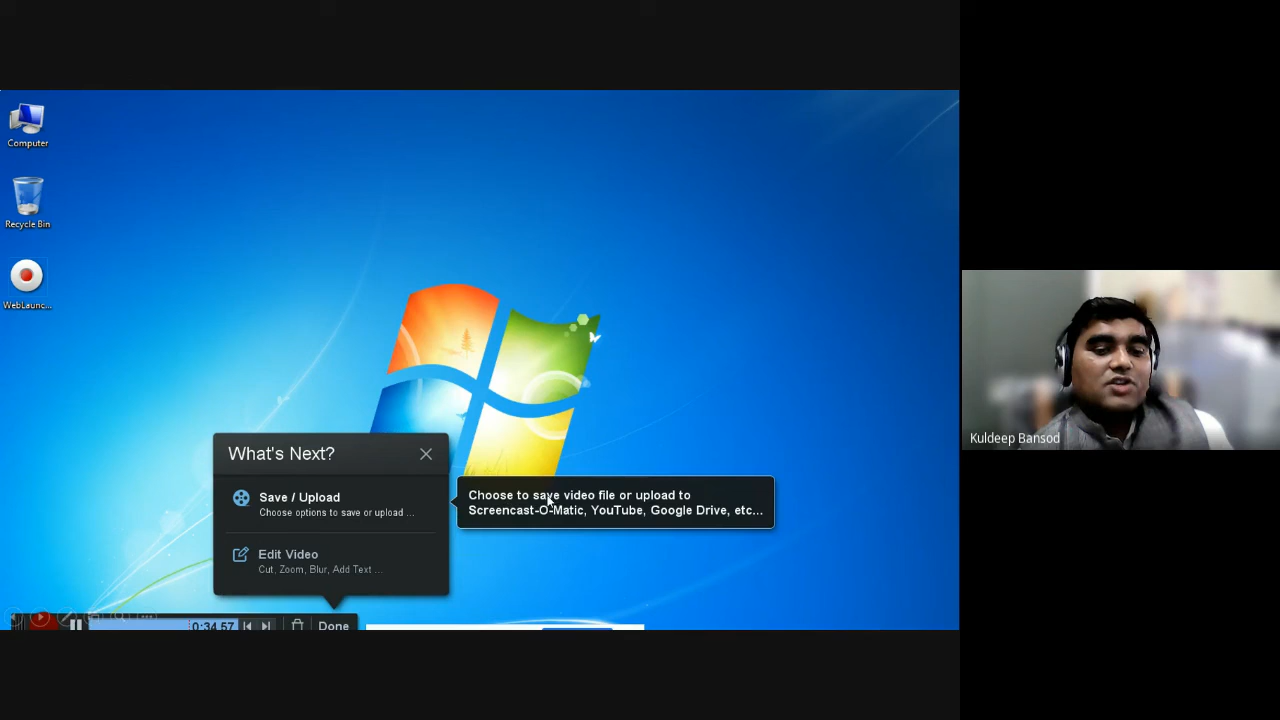 Computer
Recycle Bin
WebLaunc...
What's Next?
Save / Upload
Choose options to save or upload ...
Edit Video
Cut, Zoom, Blur, Add Text ...
Choose to save video file or upload to
Screencast-O-Matic, YouTube, Google Drive, etc...
0:34.57
Done
Kuldeep Bansod